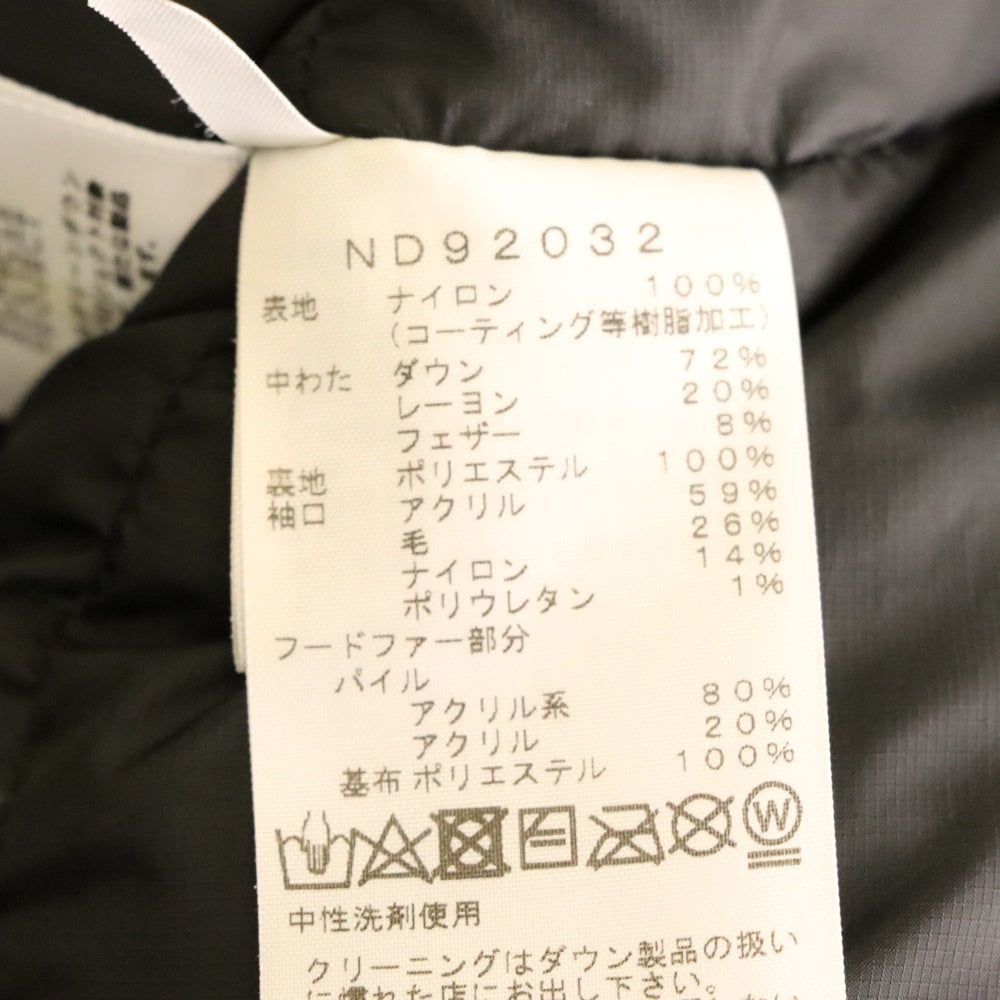 ND92032
表地 ナイロン 100%
(コーティング等樹脂加工)
中わた ダウン 72%
レーヨン 20%
フェザー 8%
裏地 ポリエステル 100%
袖口 アクリル 59%
毛 26%
ナイロン 14%
ポリウレタン 1%
フードファー部分
パイル
アクリル系 80%
アクリル 20%
基布 ポリエステル 100%
W
中性洗剤使用
クリーニングはダウン製品の扱い
に慣れた店にお出し下さい。